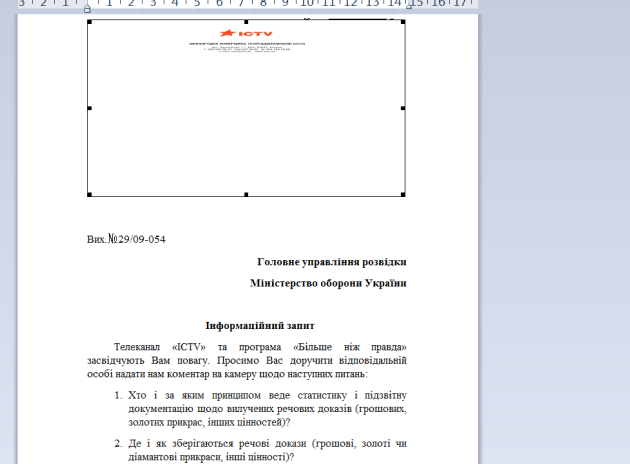 3 2 1 1 2 3 4 5 6 7 8 9 10 11 12 13 14 15 16 17
ICTV
Вих.№29/09-054
Головне управління розвідки
Міністерство оборони України
Інформаційний запит
Телеканал «ICTV» та програма «Більше ніж правда»
засвідчують Вам повагу. Просимо Вас доручити відповідальній
особі надати нам коментар на камеру щодо наступних питань:
1. Хто і за яким принципом веде статистику і підзвітну
документацію щодо вилучених речових доказів (грошових,
золотих прикрас, інших цінностей)?
2. Де і як зберігаються речові докази (грошові, золоті чи
діамантові прикраси, інші цінності)?